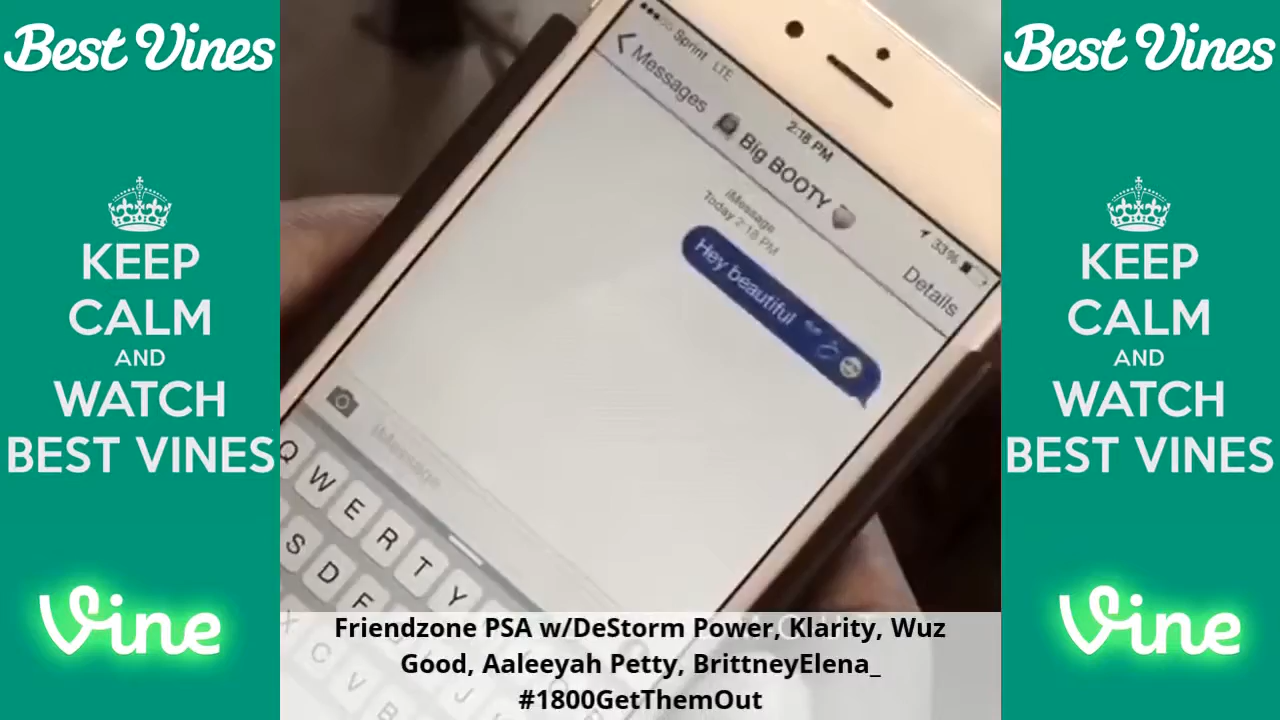 Best Vines
KEEP
CALM
AND
WATCH
BEST VINES
Vine
Sprint LTE
2:18 PM
33%
Messages
Big BOOTY
Details
iMessage
Today 2:18 PM
Hey beautiful
iMessage
Q W E R T Y
S D F
X C V B
J
Friendzone PSA w/DeStorm Power, Klarity, Wuz
Good, Aaleeyah Petty, BrittneyElena_
#1800GetThemOut
Best Vines
KEEP
CALM
AND
WATCH
BEST VINES
Vine